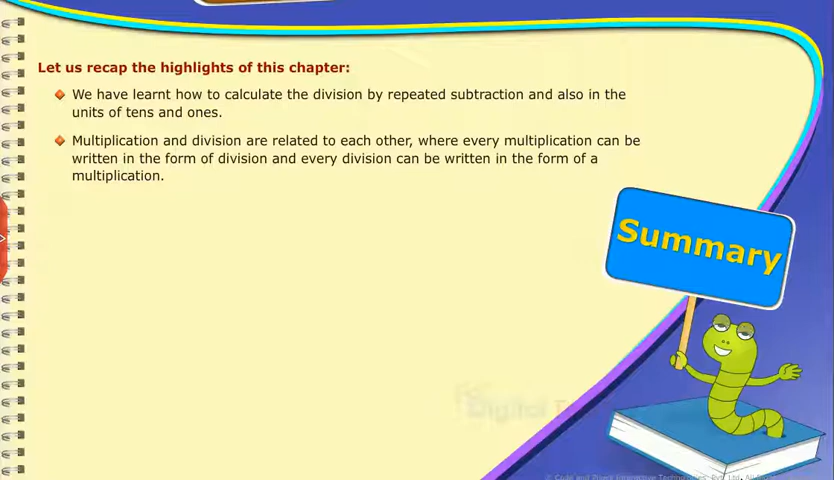 Let us recap the highlights of this chapter:
We have learnt how to calculate the division by repeated subtraction and also in the
units of tens and ones.
Multiplication and division are related to each other, where every multiplication can be
written in the form of division and every division can be written in the form of a
multiplication.
Summary
Digital